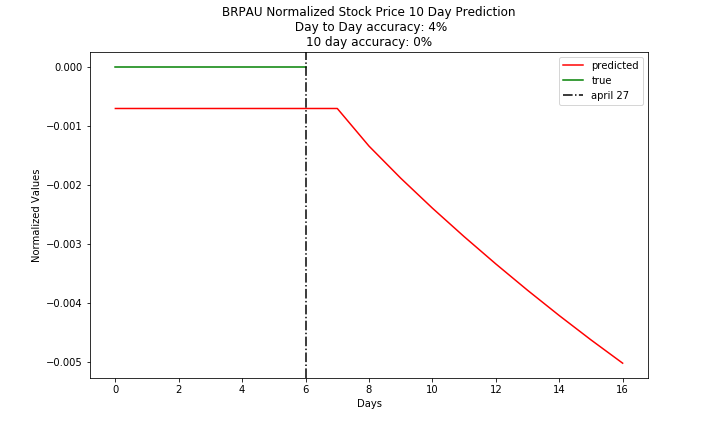 BRPAU Normalized Stock Price 10 Day Prediction
Day to Day accuracy: 4%
10 day accuracy: 0%
predicted
true
april 27
0.000
−0.001
−0.002
−0.003
−0.004
−0.005
Normalized Values
0 2 4 6 8 10 12 14 16
Days